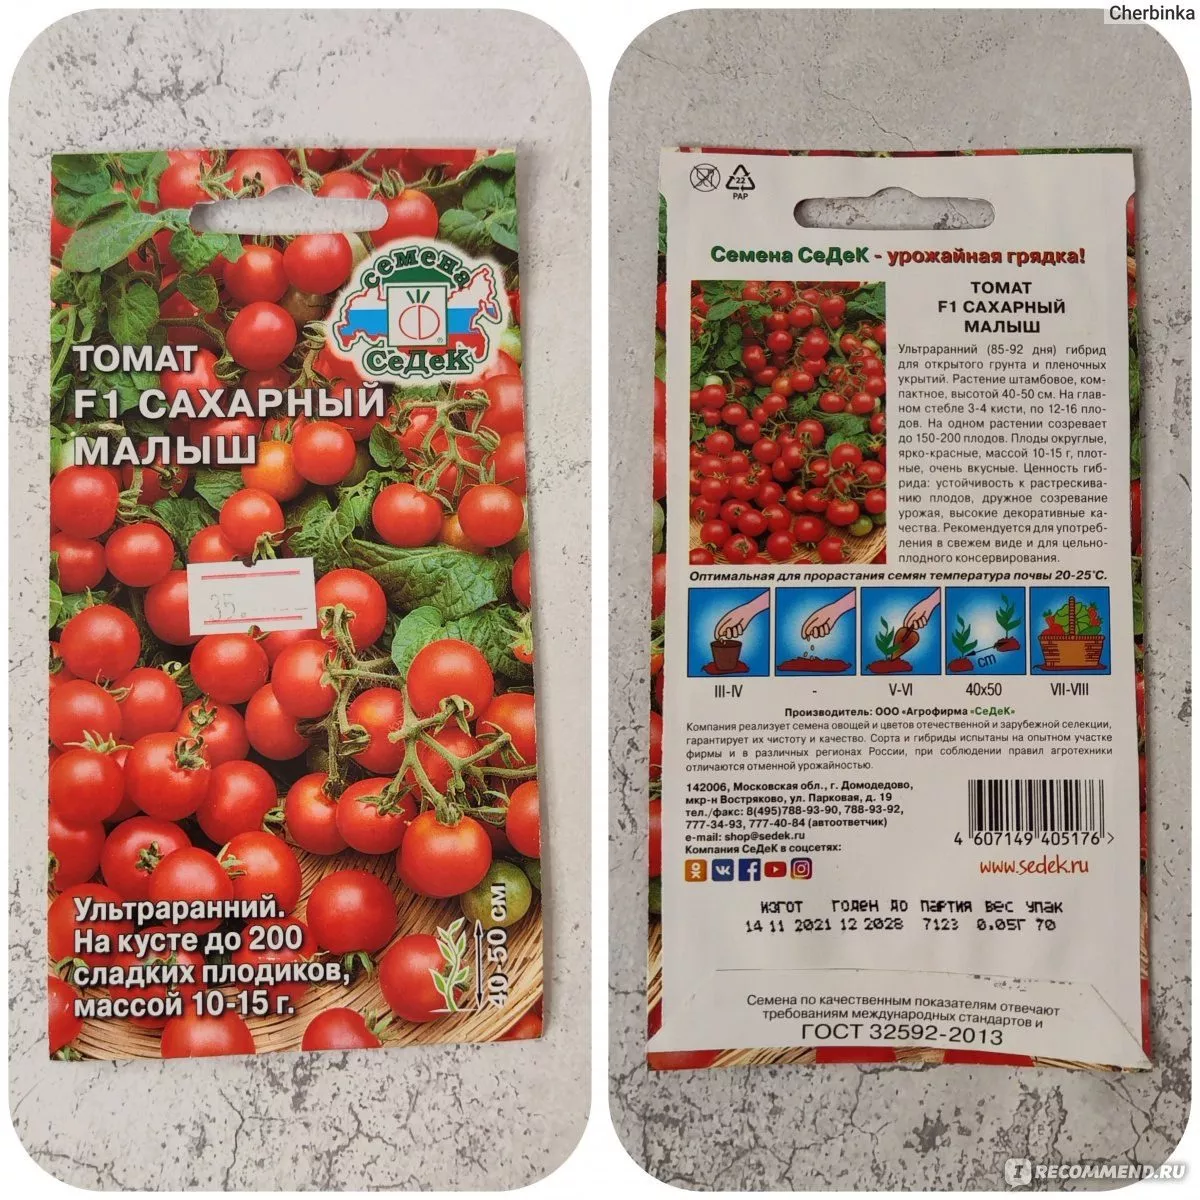 Cherbinka
Семена
СеДеК
®
ТОМАТ
F1 САХАРНЫЙ
МАЛЫШ
35
Ультраранний.
На кусте до 200
сладких плодиков,
массой 10-15 г.
40-50 см
22
PAP
Семена СеДеК - урожайная грядка!
ТОМАТ
F1 САХАРНЫЙ
МАЛЫШ
Ультраранний (85-92 дня) гибрид
для открытого грунта и пленочных
укрытий. Растение штамбовое, ком-
пактное, высотой 40-50 см. На глав-
ном стебле 3-4 кисти, по 12-16 пло-
дов. На одном растении созревает
до 150-200 плодов. Плоды округлые,
ярко-красные, массой 10-15 г, плот-
ные, очень вкусные. Ценность гиб-
рида: устойчивость к растрескива-
нию плодов, дружное созревание
урожая, высокие декоративные ка-
чества. Рекомендуется для употреб-
ления в свежем виде и для цельно-
плодного консервирования.
Оптимальная для прорастания семян температура почвы 20-25°С.
cm
III-IV - V-VI 40x50 VII-VIII
Производитель: ООО «Агрофирма «СеДеК»
Компания реализует семена овощей и цветов отечественной и зарубежной селекции,
гарантирует их чистоту и качество. Сорта и гибриды испытаны на опытном участке
фирмы и в различных регионах России, при соблюдении правил агротехники
отличаются отменной урожайностью.
142006, Московская обл., г. Домодедово,
мкр-н Востряково, ул. Парковая, д. 19
тел./факс: 8(495)788-93-90, 788-93-92,
777-34-93, 777-40-84 (автоответчик)
e-mail: shop@sedek.ru
Компания СеДеК в соцсетях:
4 607149 405176 >
www.sedek.ru
ИЗГОТ ГОДЕН ДО ПАРТИЯ ВЕС УПАК
14 11 2021 12 2028 7123 0.05Г 70
Семена по качественным показателям отвечают
требованиям международных стандартов и
ГОСТ 32592-2013
IRECOMMEND.RU